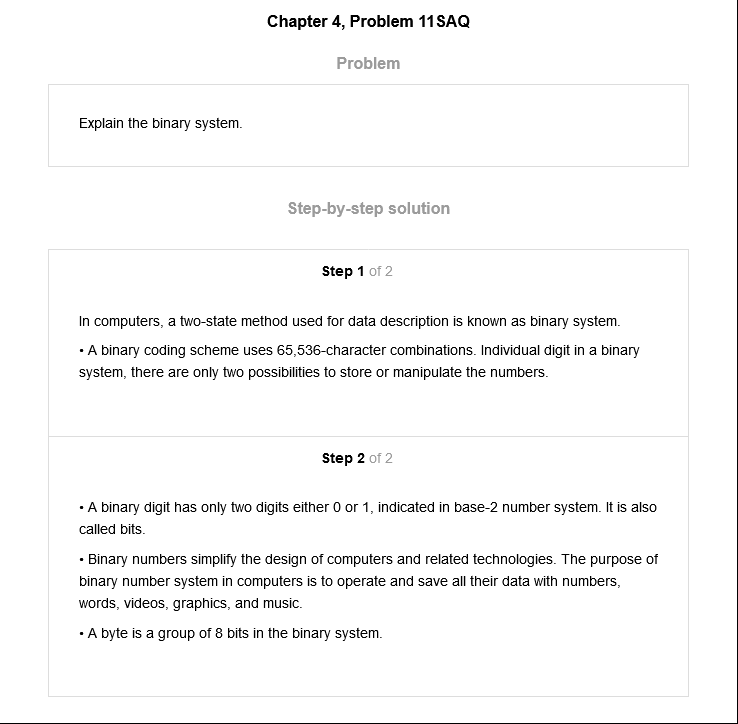 Chapter 4, Problem 11SAQ
Problem
Explain the binary system.
Step-by-step solution
Step 1 of 2
In computers, a two-state method used for data description is known as binary system.
• A binary coding scheme uses 65,536-character combinations. Individual digit in a binary
system, there are only two possibilities to store or manipulate the numbers.
Step 2 of 2
• A binary digit has only two digits either 0 or 1, indicated in base-2 number system. It is also
called bits.
• Binary numbers simplify the design of computers and related technologies. The purpose of
binary number system in computers is to operate and save all their data with numbers,
words, videos, graphics, and music.
• A byte is a group of 8 bits in the binary system.